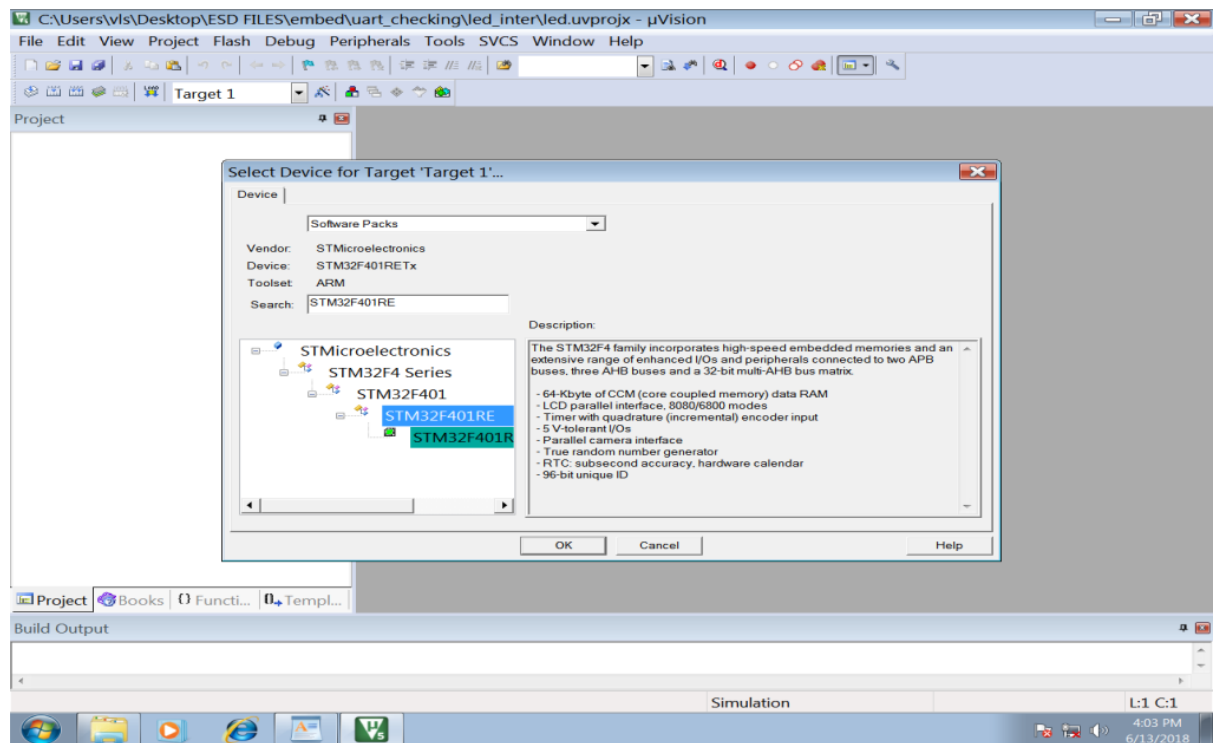 C:\Users\vls\Desktop\ESD FILES\embed\uart_checking\led_inter\led.uvprojx - µVision
File Edit View Project Flash Debug Peripherals Tools SVCS Window Help
Target 1
Project
Select Device for Target 'Target 1'...
Device
Software Packs
Vendor: STMicroelectronics
Device: STM32F401RETx
Toolset: ARM
Search: STM32F401RE
Description:
STMicroelectronics
STM32F4 Series
STM32F401
STM32F401RE
STM32F401R
The STM32F4 family incorporates high-speed embedded memories and an
extensive range of enhanced I/Os and peripherals connected to two APB
buses, three AHB buses and a 32-bit multi-AHB bus matrix.
- 64-Kbyte of CCM (core coupled memory) data RAM
- LCD parallel interface, 8080/6800 modes
- Timer with quadrature (incremental) encoder input
- 5 V-tolerant I/Os
- Parallel camera interface
- True random number generator
- RTC: subsecond accuracy, hardware calendar
- 96-bit unique ID
OK Cancel Help
Project Books {} Functi... 0 Templ...
Build Output
Simulation L:1 C:1
4:03 PM
6/13/2018